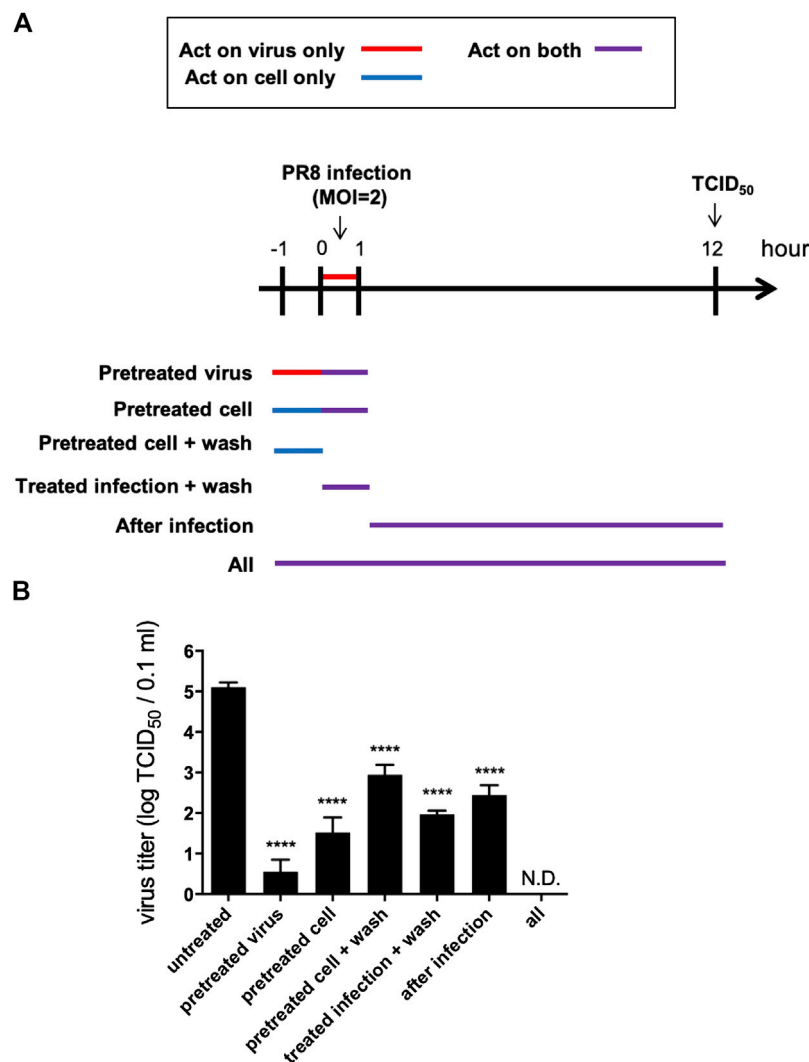 A
Act on virus only
Act on both
Act on cell only
PR8 infection
(MOI=2)
TCID50
-1 0 1 12 hour
Pretreated virus
Pretreated cell
Pretreated cell + wash
Treated infection + wash
After infection
All
B
virus titer (log TCID50 / 0.1 ml)
6
5
4
3
2
1
0
****
****
****
****
****
N.D.
untreated
pretreated virus
pretreated cell
pretreated cell + wash
treated infection + wash
after infection
all